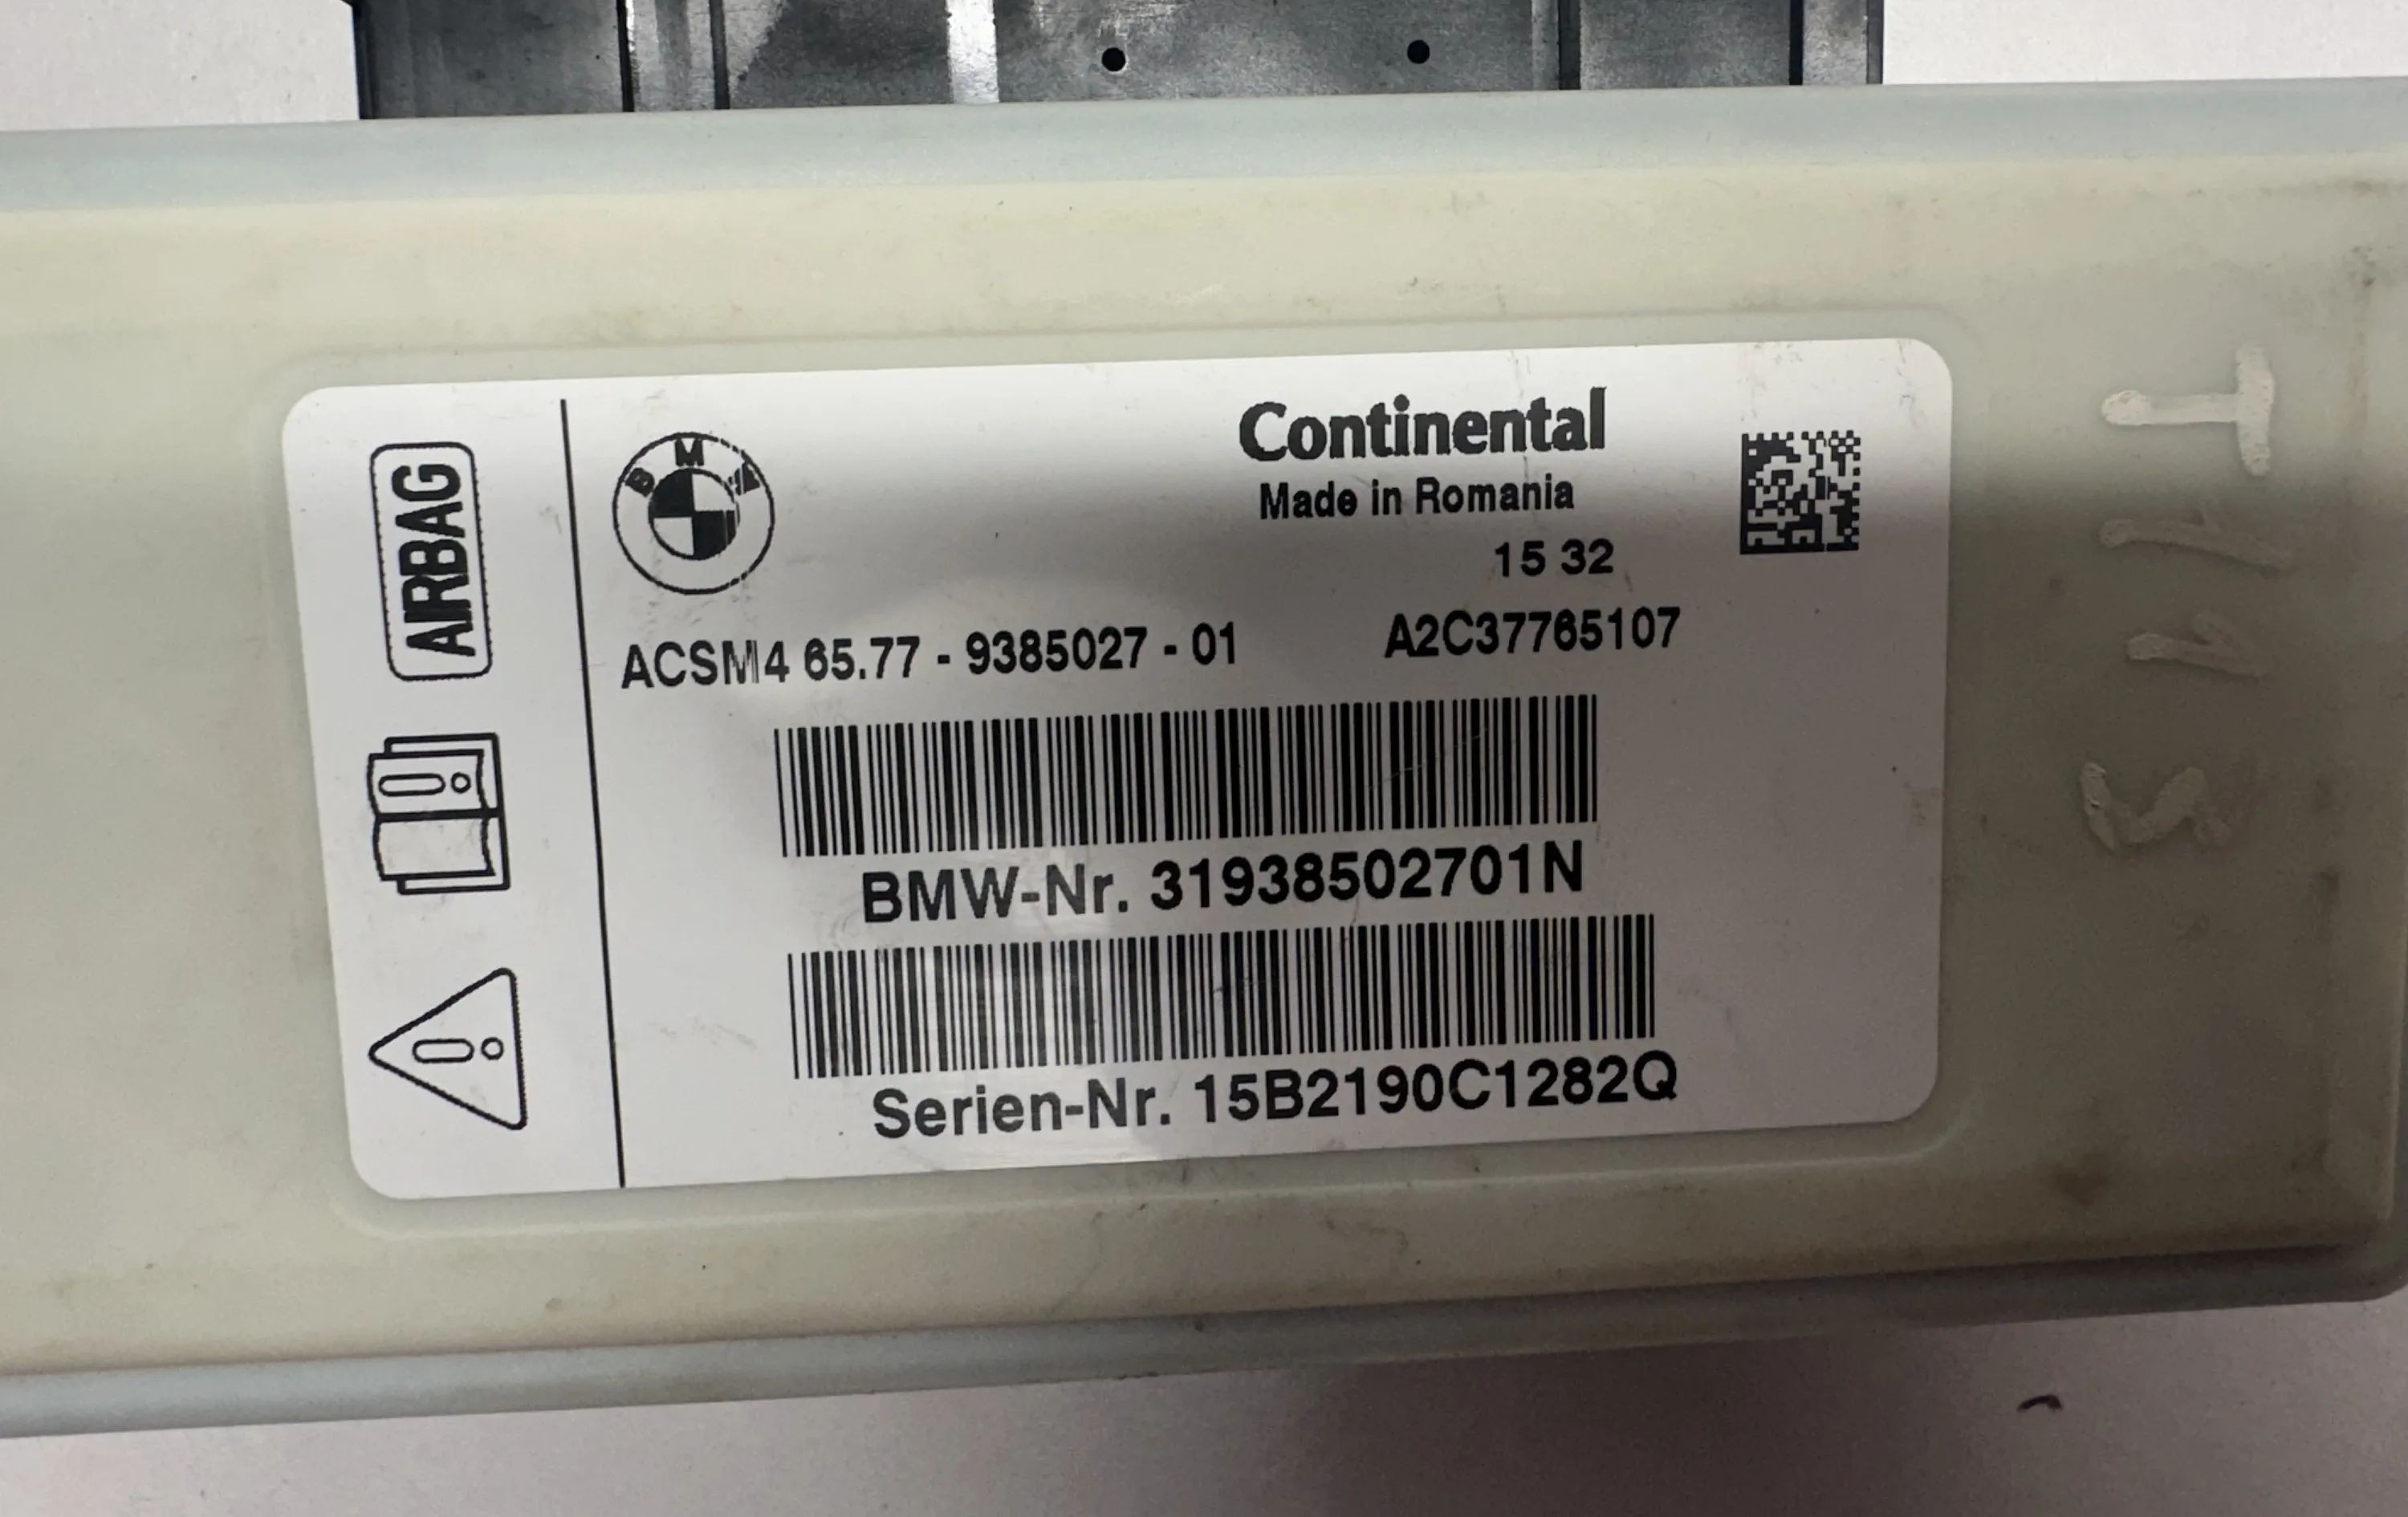 AIRBAG
BMW
Continental
Made in Romania
15 32
ACSM4 65.77 - 9385027 - 01 A2C37765107
BMW-Nr. 31938502701N
Serien-Nr. 15B2190C1282Q